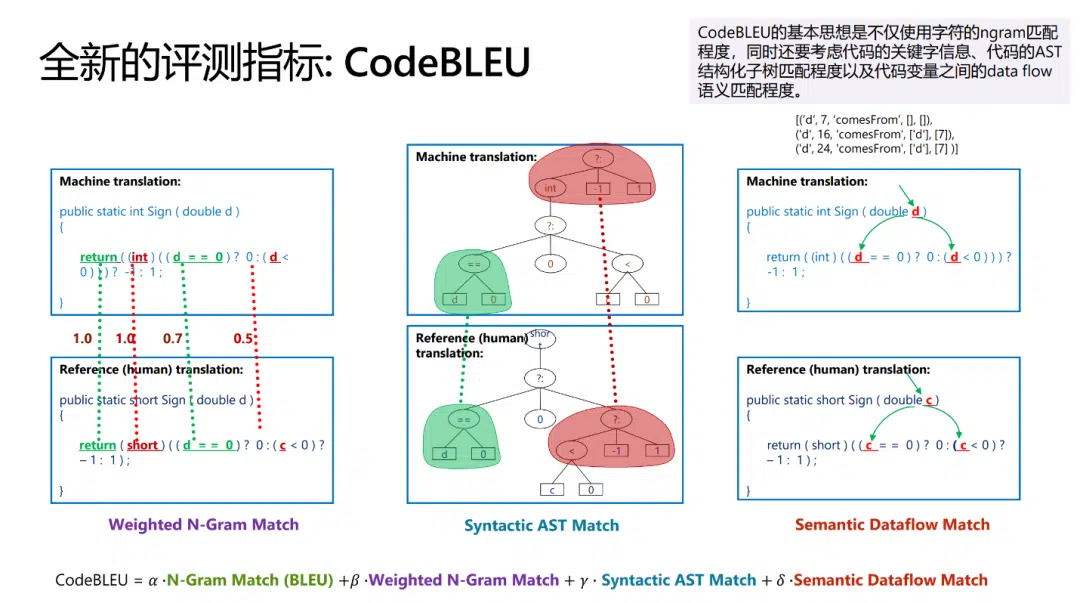 全新的评测指标: CodeBLEU
CodeBLEU的基本思想是不仅使用字符的ngram匹配
程度，同时还要考虑代码的关键字信息、代码的AST
结构化子树匹配程度以及代码变量之间的data flow
语义匹配程度。
Machine translation:
public static int Sign ( double d )
{
return ( (int ) ( ( d = = 0 ) ? 0 : ( d <
0 ) ) ) ? -1 : 1 ;
}
1.0 1.0 0.7 0.5
Reference (human) translation:
public static short Sign ( double d )
{
return ( short ) ( ( d = = 0 ) ? 0 : ( c < 0 ) ?
– 1 : 1 ) ;
}
Weighted N-Gram Match
Machine translation:
?:
int -1 1
?:
== 0 <
d 0 0
Reference (human)
translation:
shor
t
?:
== 0 ?:
d 0 < -1 1
c 0
Syntactic AST Match
[('d', 7, 'comesFrom', [], []),
('d', 16, 'comesFrom', ['d'], [7]),
('d', 24, 'comesFrom', ['d'], [7] )]
Machine translation:
public static int Sign ( double d )
{
return ( (int ) ( ( d = = 0 ) ? 0 : ( d < 0 ) ) ) ?
-1 : 1 ;
}
Reference (human) translation:
public static short Sign ( double c )
{
return ( short ) ( ( c = = 0 ) ? 0 : ( c < 0 ) ?
– 1 : 1 ) ;
}
Semantic Dataflow Match
CodeBLEU = 𝛼 ·N-Gram Match (BLEU) +𝛽 ·Weighted N-Gram Match + 𝛾 · Syntactic AST Match + 𝛿 ·Semantic Dataflow Match